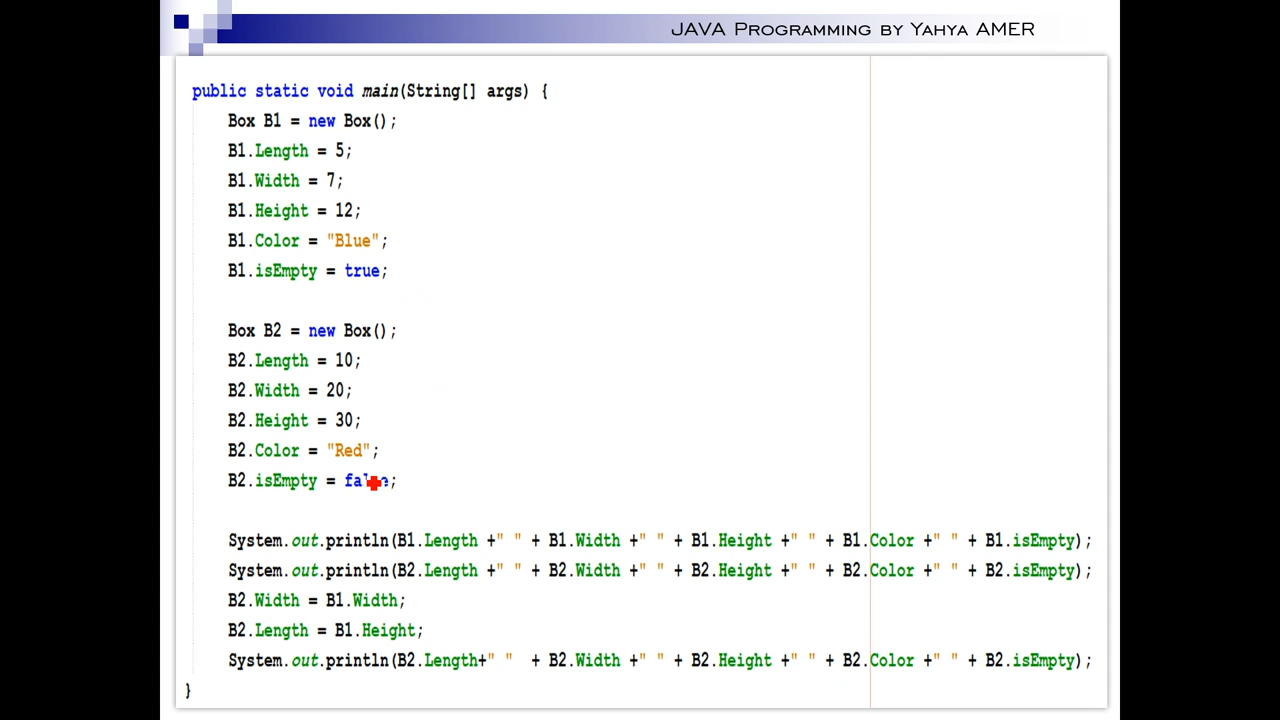 JAVA Programming by Yahya AMER
public static void main(String[] args) {
Box B1 = new Box();
B1.Length = 5;
B1.Width = 7;
B1.Height = 12;
B1.Color = "Blue";
B1.isEmpty = true;
Box B2 = new Box();
B2.Length = 10;
B2.Width = 20;
B2.Height = 30;
B2.Color = "Red";
B2.isEmpty = false;
System.out.println(B1.Length +" " + B1.Width +" " + B1.Height +" " + B1.Color +" " + B1.isEmpty);
System.out.println(B2.Length +" " + B2.Width +" " + B2.Height +" " + B2.Color +" " + B2.isEmpty);
B2.Width = B1.Width;
B2.Length = B1.Height;
System.out.println(B2.Length+" "  + B2.Width +" " + B2.Height +" " + B2.Color +" " + B2.isEmpty);
}